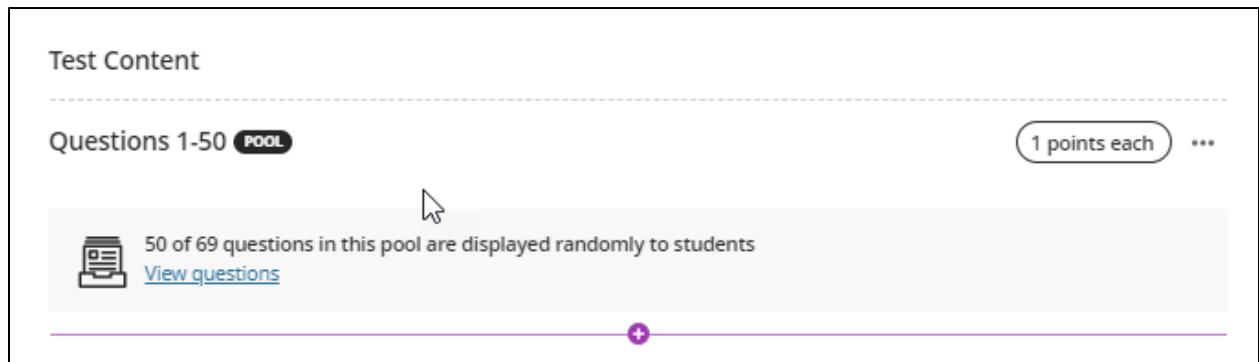 Test Content
Questions 1-50 POOL
1 points each
50 of 69 questions in this pool are displayed randomly to students
View questions